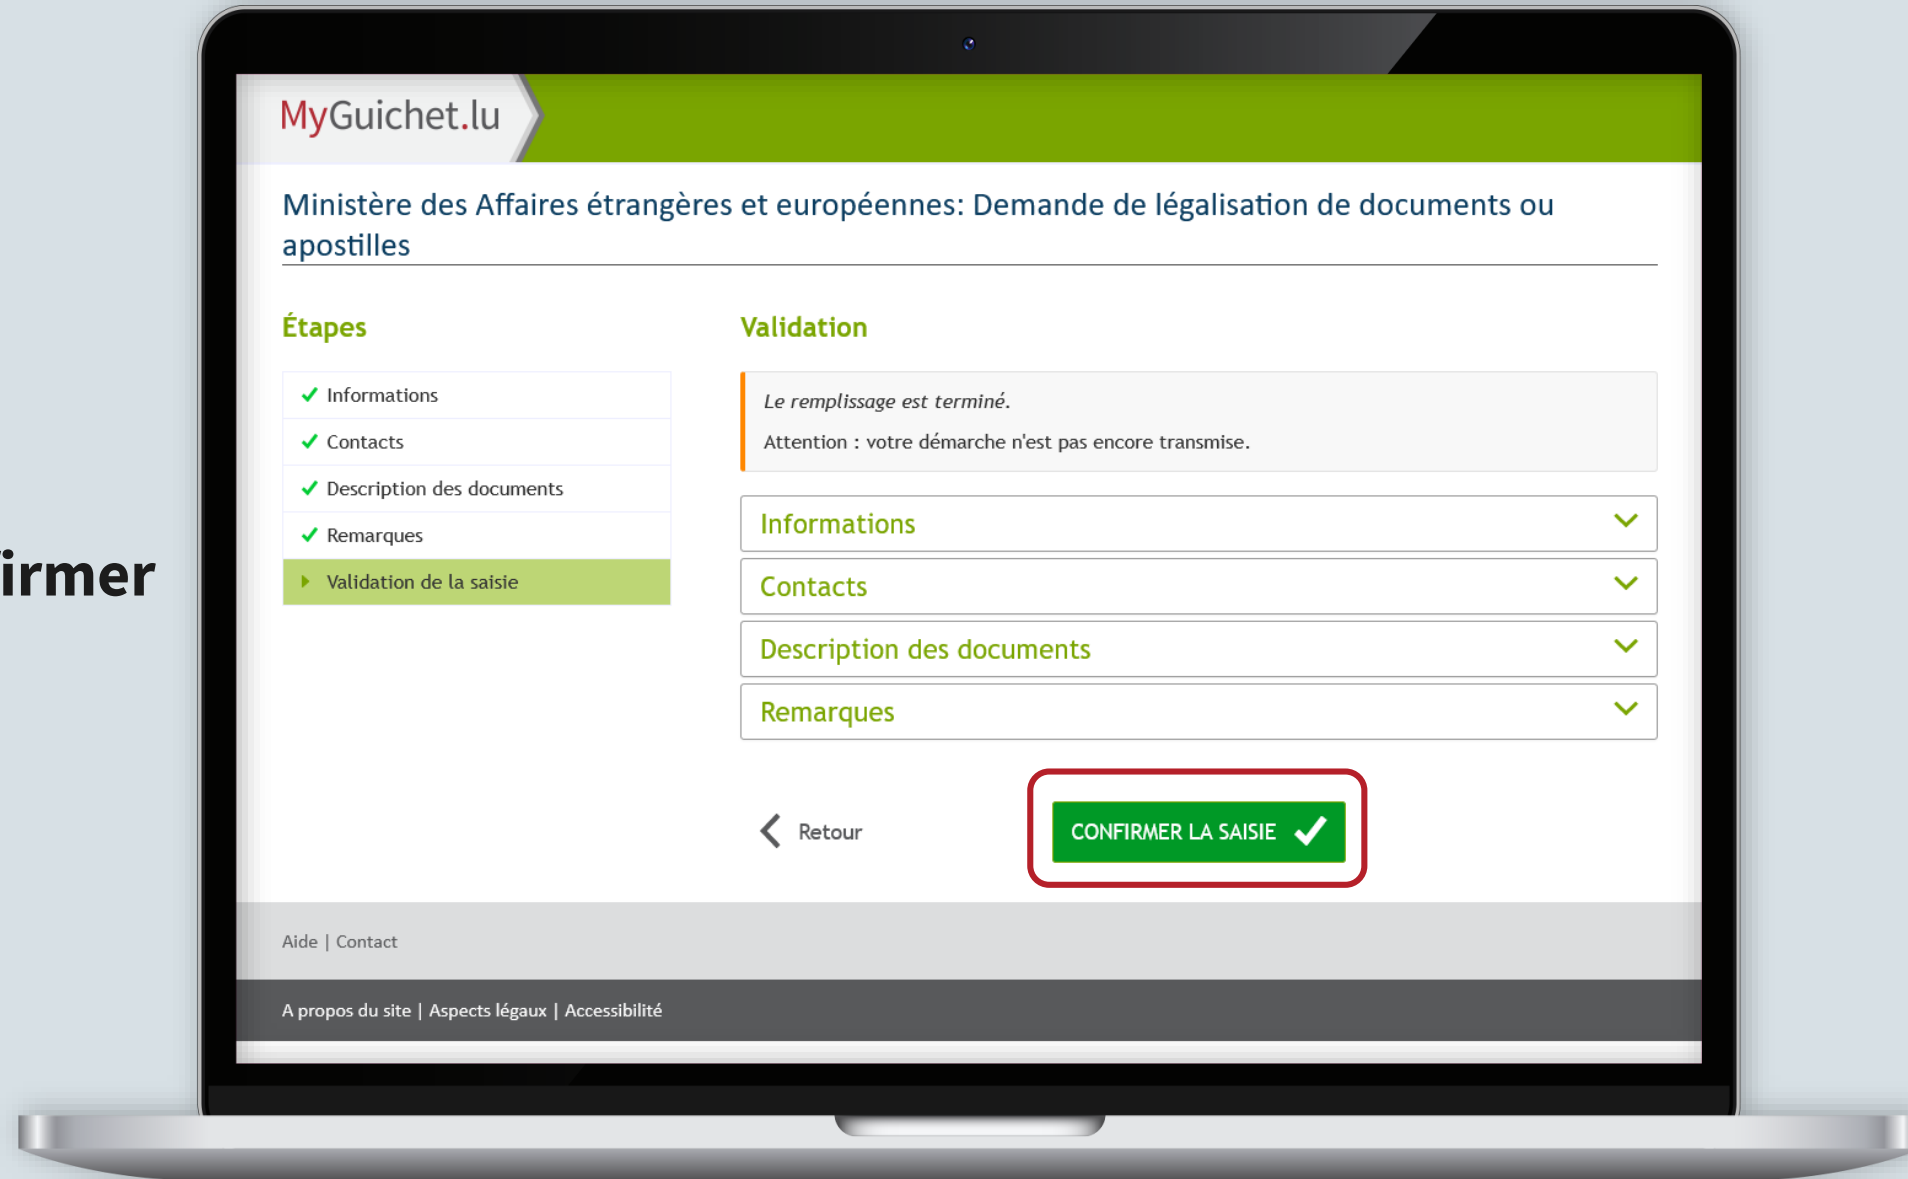 MyGuichet.lu
Ministère des Affaires étrangères et européennes: Demande de légalisation de documents ou
apostilles
Étapes
Informations
Contacts
Description des documents
Remarques
Validation de la saisie
Validation
Le remplissage est terminé.
Attention : votre démarche n'est pas encore transmise.
Informations
Contacts
Description des documents
Remarques
Retour
CONFIRMER LA SAISIE
irmer
Aide | Contact
A propos du site | Aspects légaux | Accessibilité